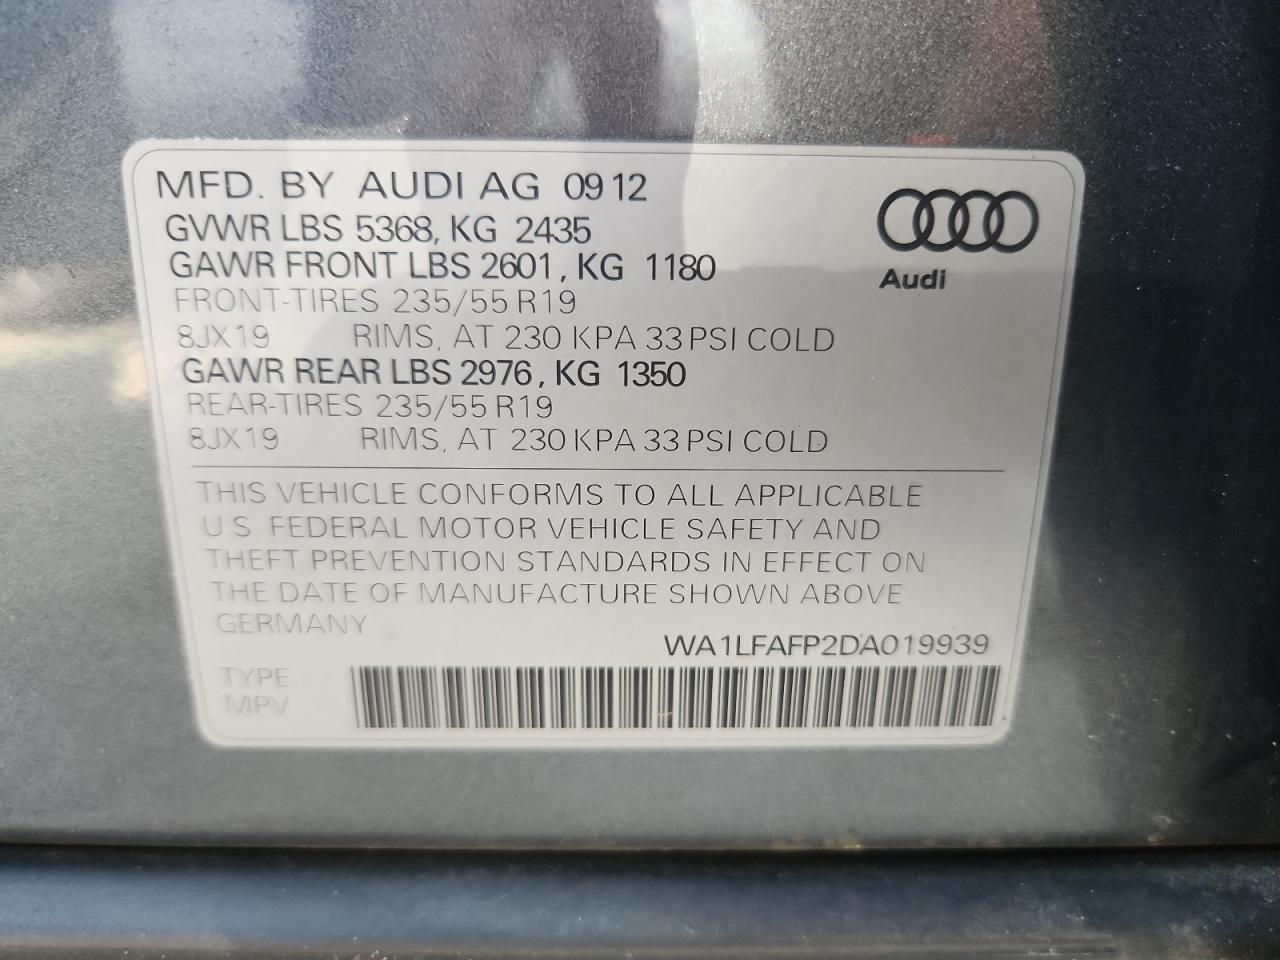 MFD. BY AUDI AG 09 12
GVWR LBS 5368, KG 2435
GAWR FRONT LBS 2601, KG 1180
FRONT-TIRES 235/55 R19
8JX19 RIMS, AT 230 KPA 33 PSI COLD
GAWR REAR LBS 2976, KG 1350
REAR-TIRES 235/55 R19
8JX19 RIMS, AT 230 KPA 33 PSI COLD
Audi
THIS VEHICLE CONFORMS TO ALL APPLICABLE
U.S. FEDERAL MOTOR VEHICLE SAFETY AND
THEFT PREVENTION STANDARDS IN EFFECT ON
THE DATE OF MANUFACTURE SHOWN ABOVE
GERMANY
WA1LFAFP2DA019939
TYPE
MPV